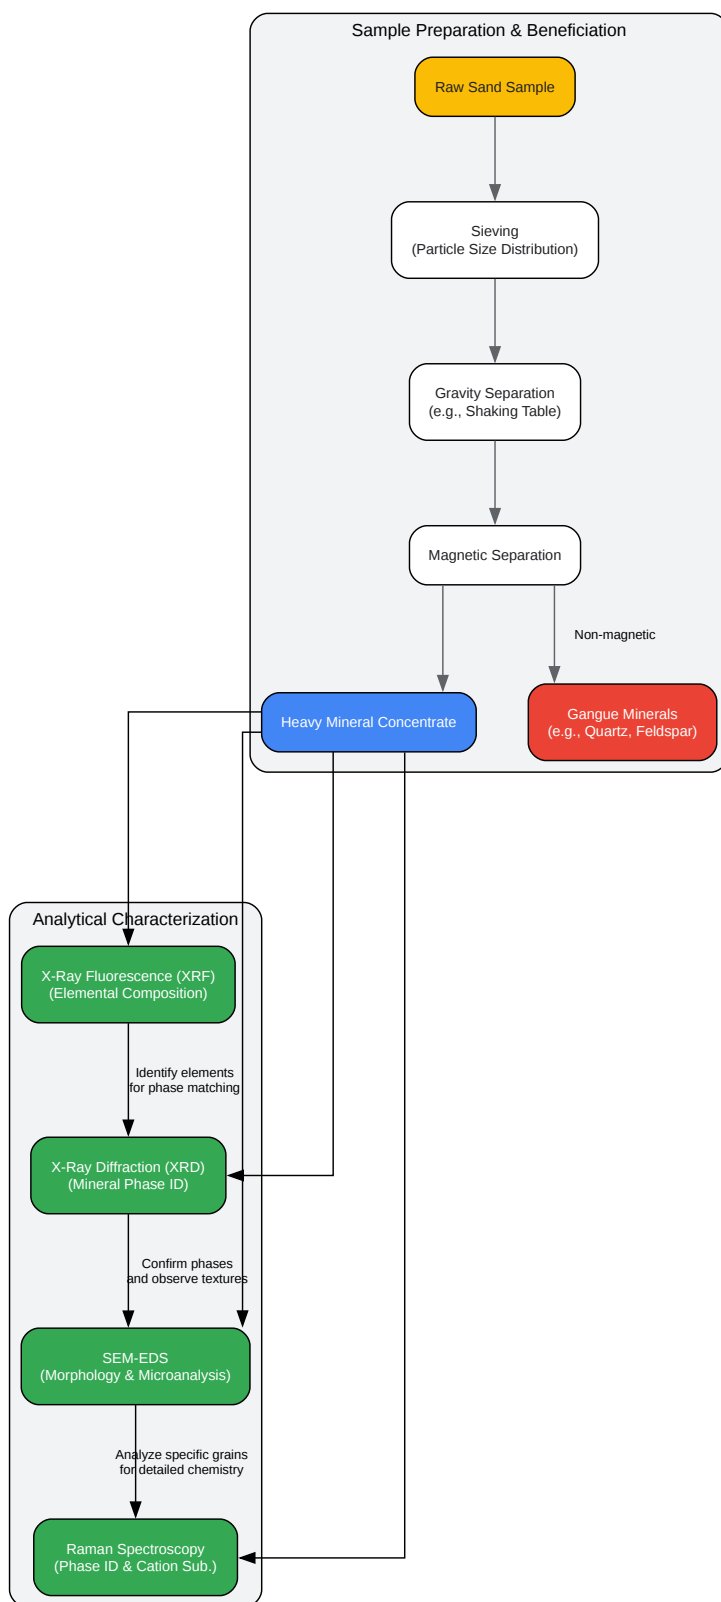 Sample Preparation & Beneficiation
Raw Sand Sample
Sieving
(Particle Size Distribution)
Gravity Separation
(e.g., Shaking Table)
Magnetic Separation
Non-magnetic
Heavy Mineral Concentrate
Gangue Minerals
(e.g., Quartz, Feldspar)
Analytical Characterization
X-Ray Fluorescence (XRF)
(Elemental Composition)
Identify elements
for phase matching
X-Ray Diffraction (XRD)
(Mineral Phase ID)
Confirm phases
and observe textures
SEM-EDS
(Morphology & Microanalysis)
Analyze specific grains
for detailed chemistry
Raman Spectroscopy
(Phase ID & Cation Sub.)